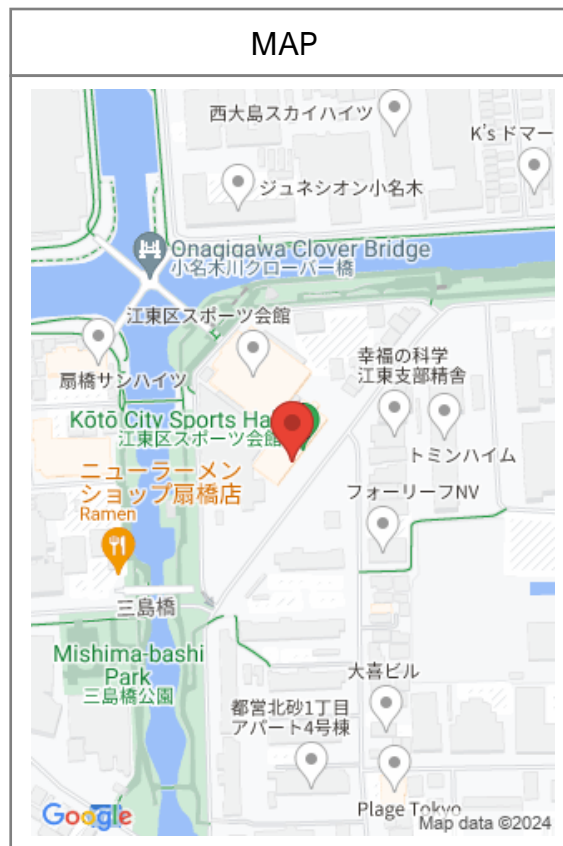 MAP
西大島スカイハイツ
K's ドマー
ジュネシオン小名木
Onagigawa Clover Bridge
小名木川クローバー橋
江東区スポーツ会館
扇橋サンハイツ
幸福の科学
江東支部精舎
Kōtō City Sports Ha
江東区スポーツ会館
トミンハイム
ニューラーメン
ショップ扇橋店
Ramen
フォーリーフNV
三島橋
Mishima-bashi
Park
三島橋公園
大喜ビル
都営北砂1丁目
アパート4号棟
Plage Tokyo
Google
Map data ©2024